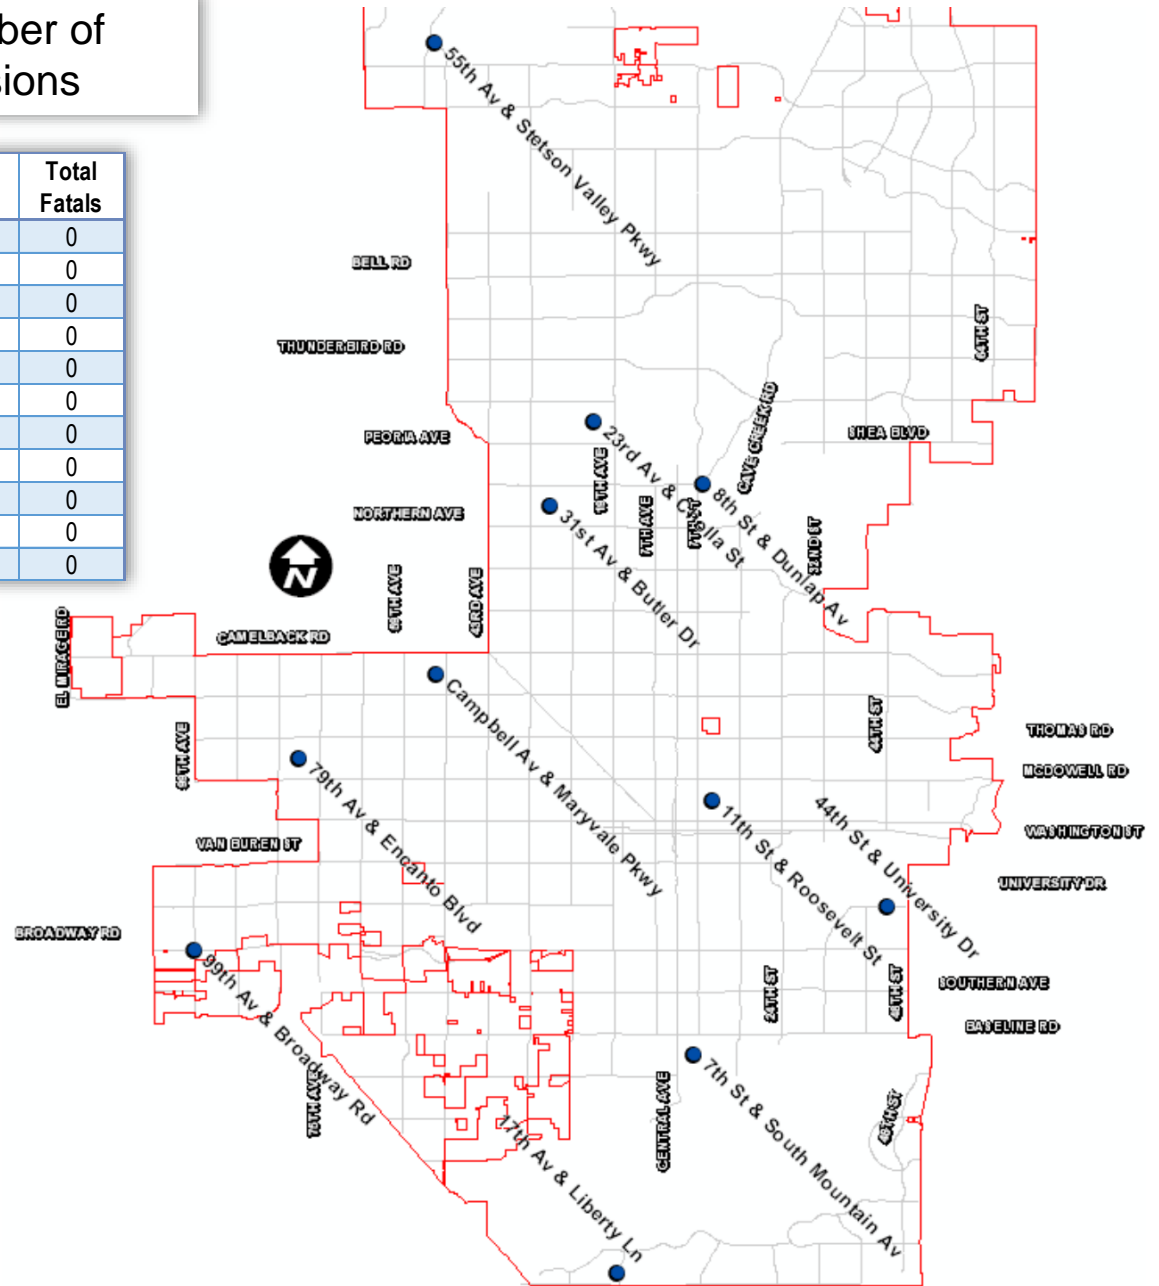 ber of
sions
Total
Fatals
0
0
0
0
0
0
0
0
0
0
0
55th Av & Stetson Valley Pkwy
BELL RD
THUNDERBIRD RD
64TH ST
PEORIA AVE
23rd Av &
SHEA BLVD
CAVE CREEK RD
19TH AVE
7TH AVE
7TH ST
8th St & Dunlap Av
NORTHERN AVE
31st Av & Butler Dr
32ND ST
N
43RD AVE
CAMELBACK RD
EL MIRAGE RD
Campbell Av & Maryvale Pkwy
44TH ST
THOMAS RD
79th Av & Encanto Blvd
MCDOWELL RD
11th St & Roosevelt St
44th St & University Dr
WASHINGTON ST
VAN BUREN ST
UNIVERSITY DR
BROADWAY RD
99th Av & Broadway Rd
24TH ST
48TH ST
SOUTHERN AVE
BASELINE RD
7th St & South Mountain Av
75TH AVE
CENTRAL AVE
17th Av & Liberty Ln